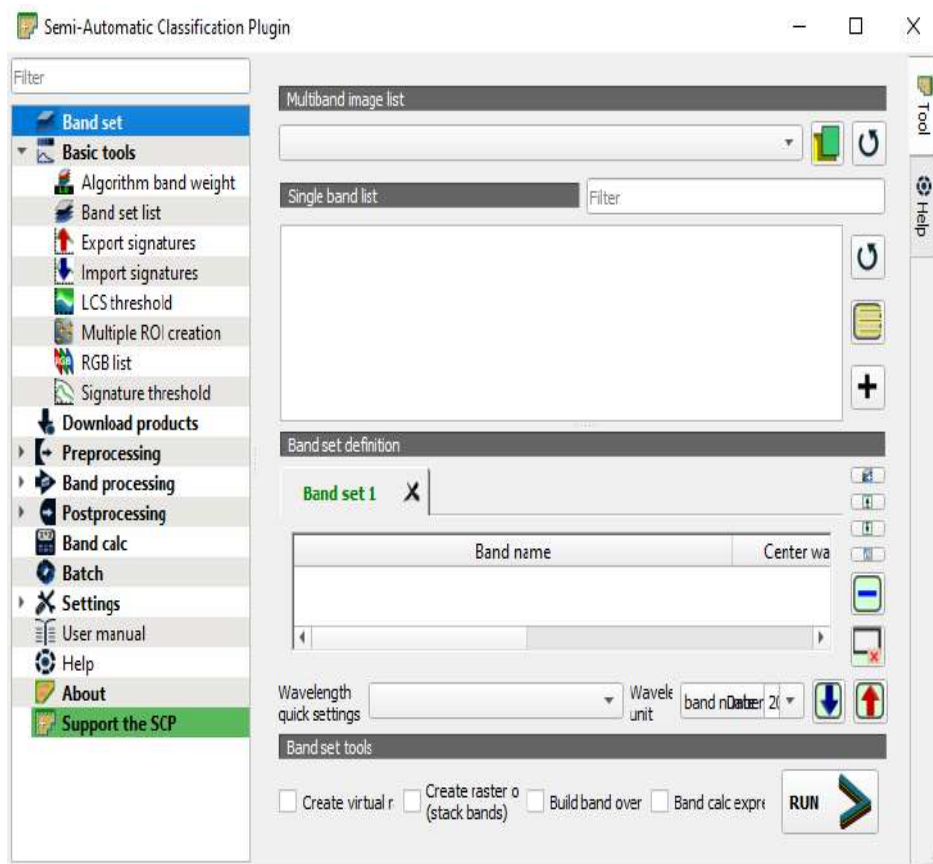 Semi-Automatic Classification Plugin
Filter
Band set
Basic tools
Algorithm band weight
Band set list
Export signatures
Import signatures
LCS threshold
Multiple ROI creation
RGB list
Signature threshold
Download products
Preprocessing
Band processing
Postprocessing
Band calc
Batch
Settings
User manual
Help
About
Support the SCP
Multiband image list
Single band list
Filter
Band set definition
Band set 1
Band name
Center wa
Wavelength
quick settings
Wavele
unit
band n
Band set tools
Create virtual r
Create raster o
(stack bands)
Build band over
Band calc expre
RUN
Tool
Help